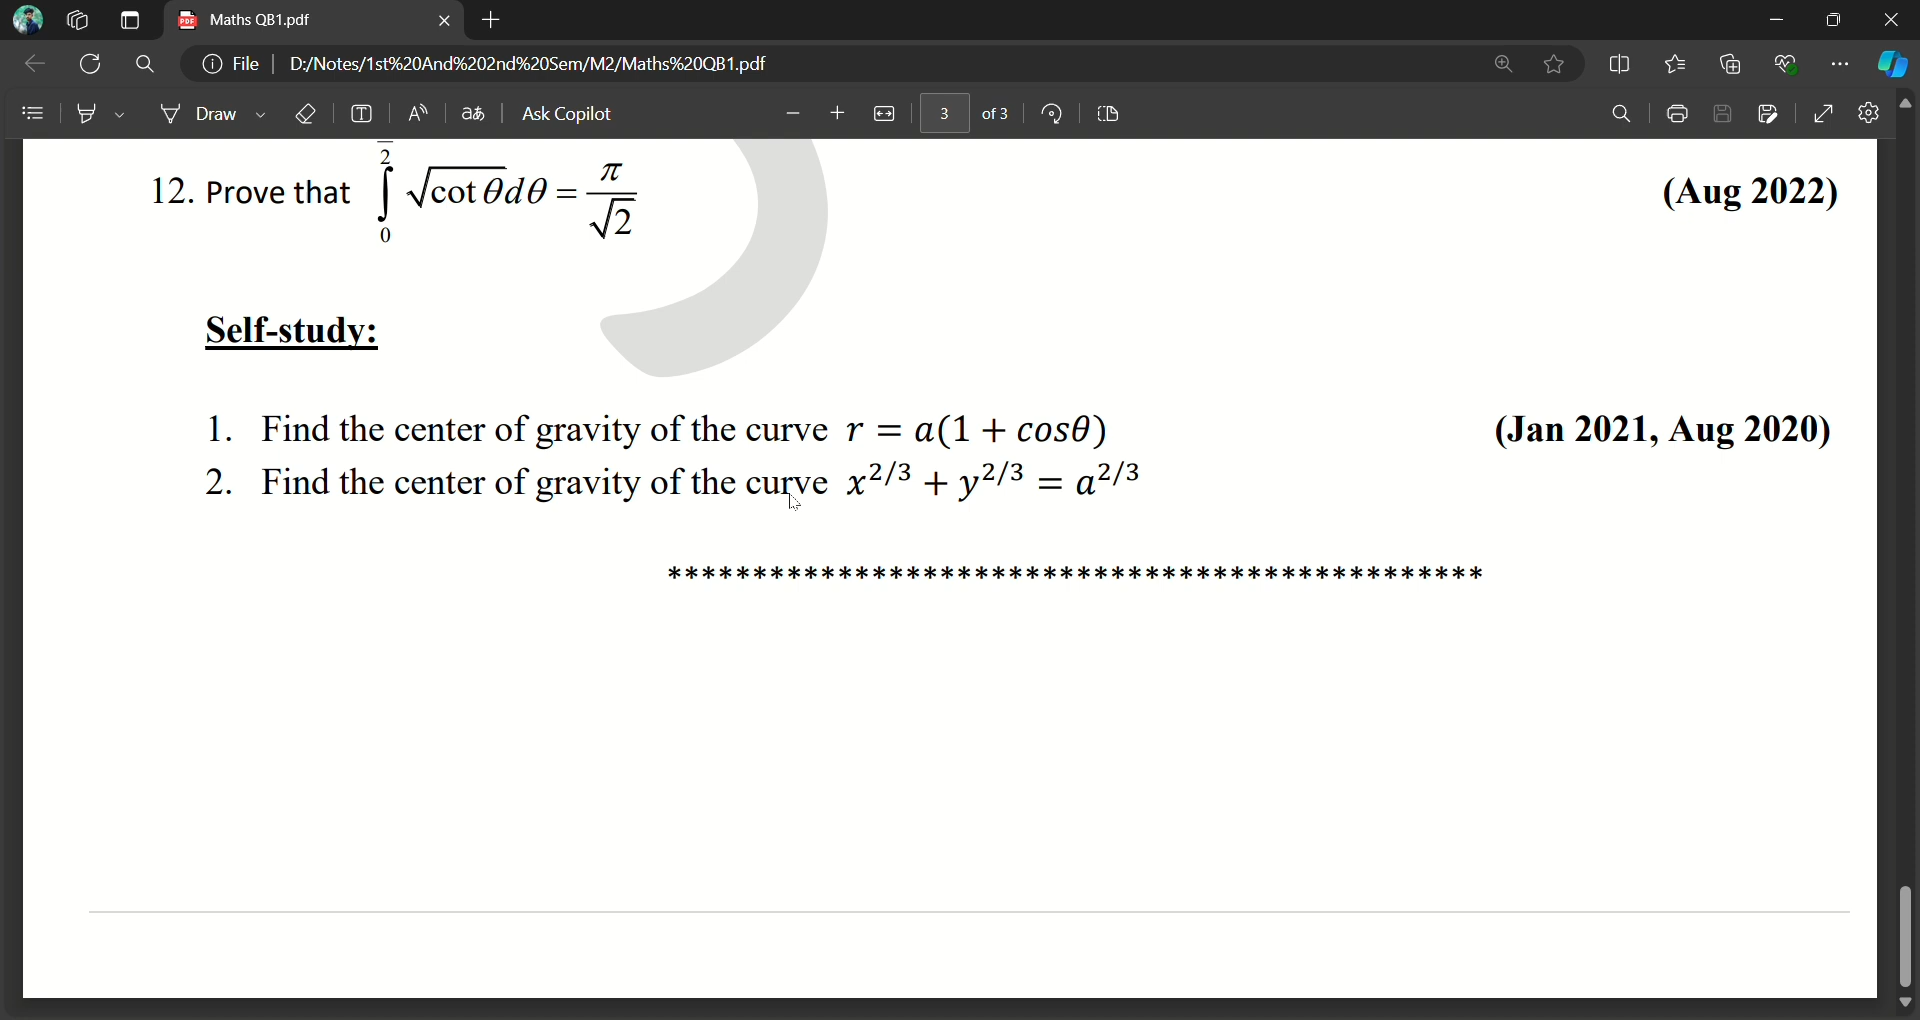 Maths QB1.pdf
File | D:/Notes/1st%20And%202nd%20Sem/M2/Maths%20QB1.pdf
Draw aあ Ask Copilot 3 of 3
12. Prove that ∫₀^(π/2) √cot θ dθ = π/√2 (Aug 2022)
Self-study:
1. Find the center of gravity of the curve r = a(1 + cosθ) (Jan 2021, Aug 2020)
2. Find the center of gravity of the curve x^2/3 + y^2/3 = a^2/3
************************************************